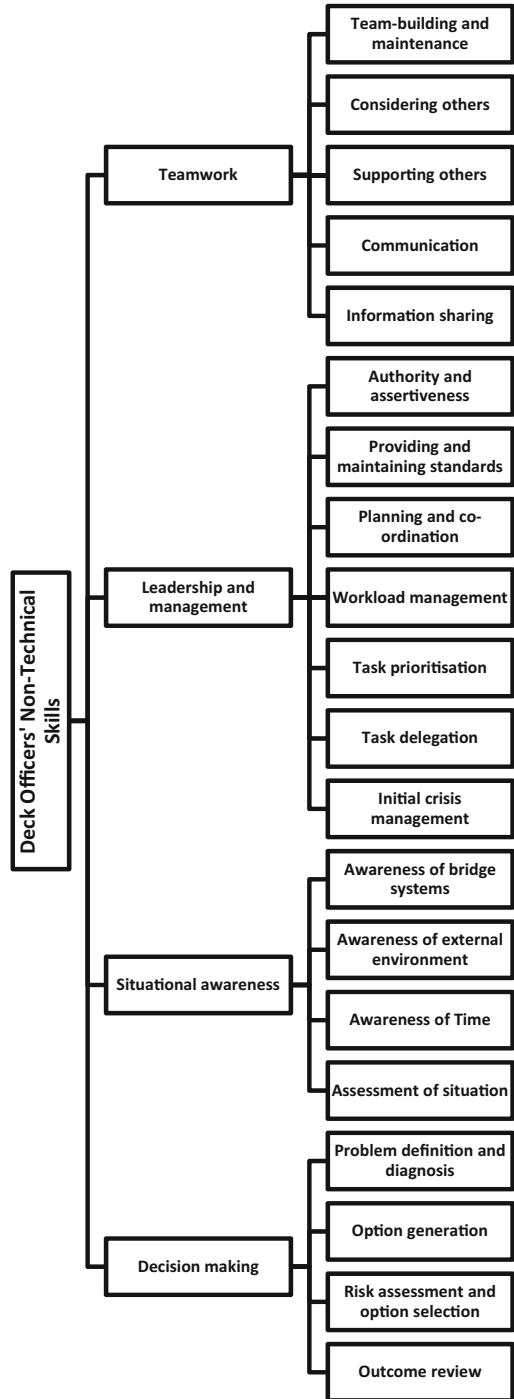 Deck Officers' Non-Technical
Skills
Teamwork
Team-building and
maintenance
Considering others
Supporting others
Communication
Information sharing
Leadership and
management
Authority and
assertiveness
Providing and
maintaining standards
Planning and co-
ordination
Workload management
Task prioritisation
Task delegation
Initial crisis
management
Situational awareness
Awareness of bridge
systems
Awareness of external
environment
Awareness of Time
Assessment of situation
Decision making
Problem definition and
diagnosis
Option generation
Risk assessment and
option selection
Outcome review